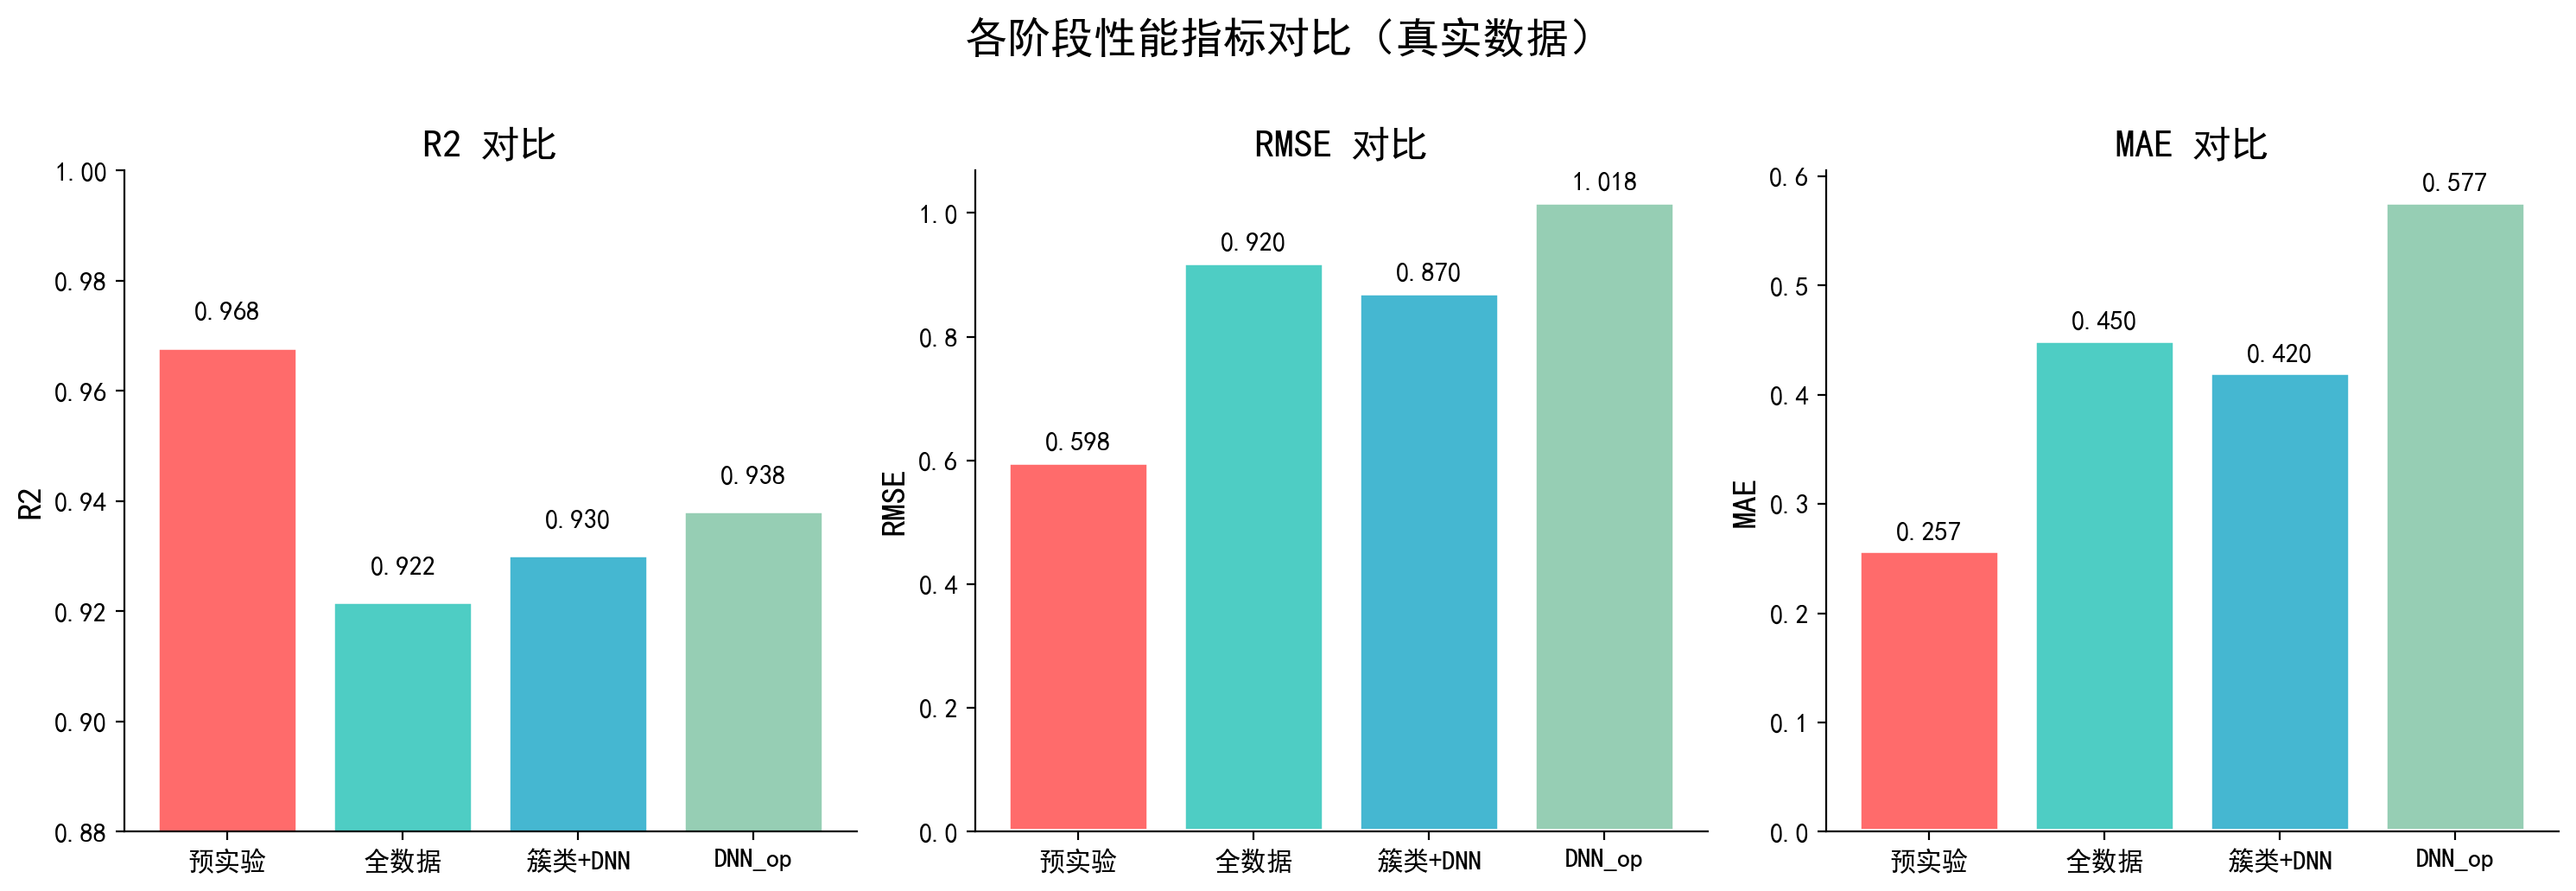 各阶段性能指标对比（真实数据）
R2 对比
R2
1.00
0.98
0.96
0.94
0.92
0.90
0.88
0.968
0.922
0.930
0.938
预实验
全数据
簇类+DNN
DNN_op
RMSE 对比
RMSE
1.0
0.8
0.6
0.4
0.2
0.0
0.598
0.920
0.870
1.018
预实验
全数据
簇类+DNN
DNN_op
MAE 对比
MAE
0.6
0.5
0.4
0.3
0.2
0.1
0.0
0.257
0.450
0.420
0.577
预实验
全数据
簇类+DNN
DNN_op